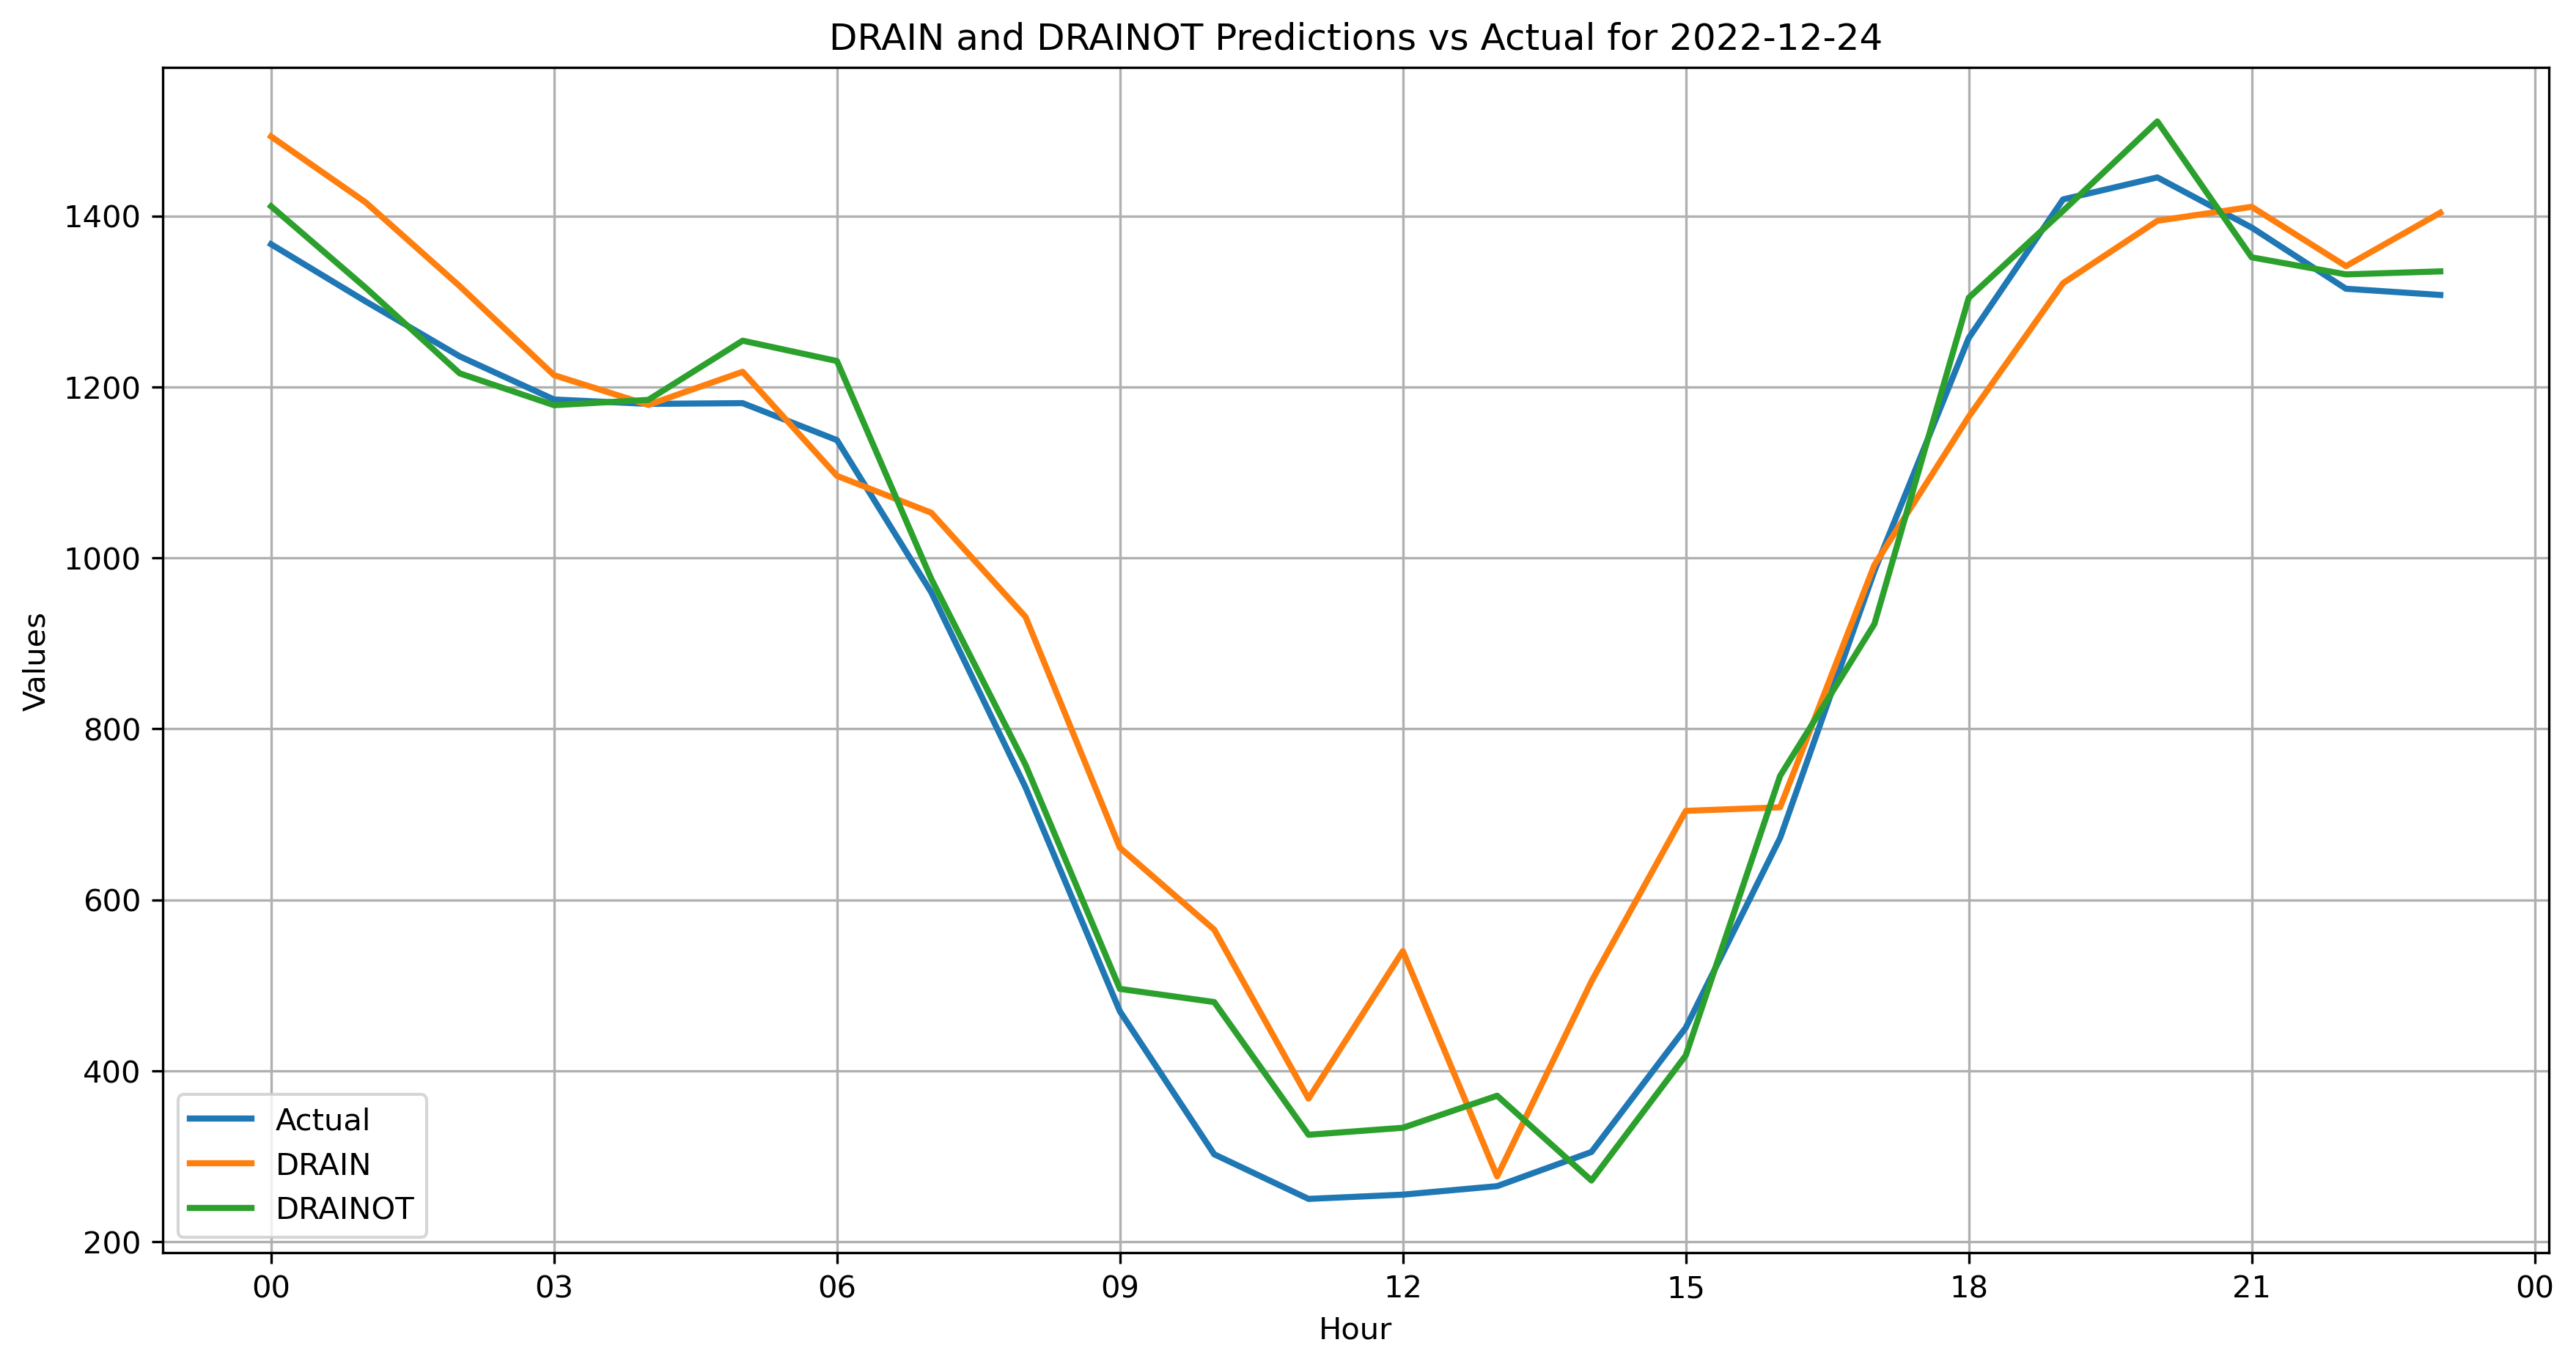 DRAIN and DRAINOT Predictions vs Actual for 2022-12-24
Values
1400
1200
1000
800
600
400
200
Actual
DRAIN
DRAINOT
00 03 06 09 12 15 18 21 00
Hour